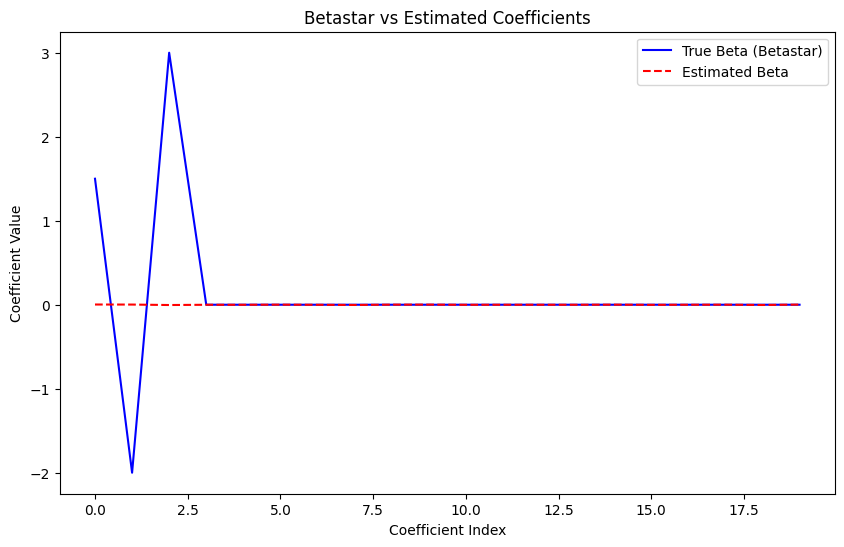 Betastar vs Estimated Coefficients
True Beta (Betastar)
Estimated Beta
Coefficient Value
3
2
1
0
−1
−2
0.0 2.5 5.0 7.5 10.0 12.5 15.0 17.5
Coefficient Index